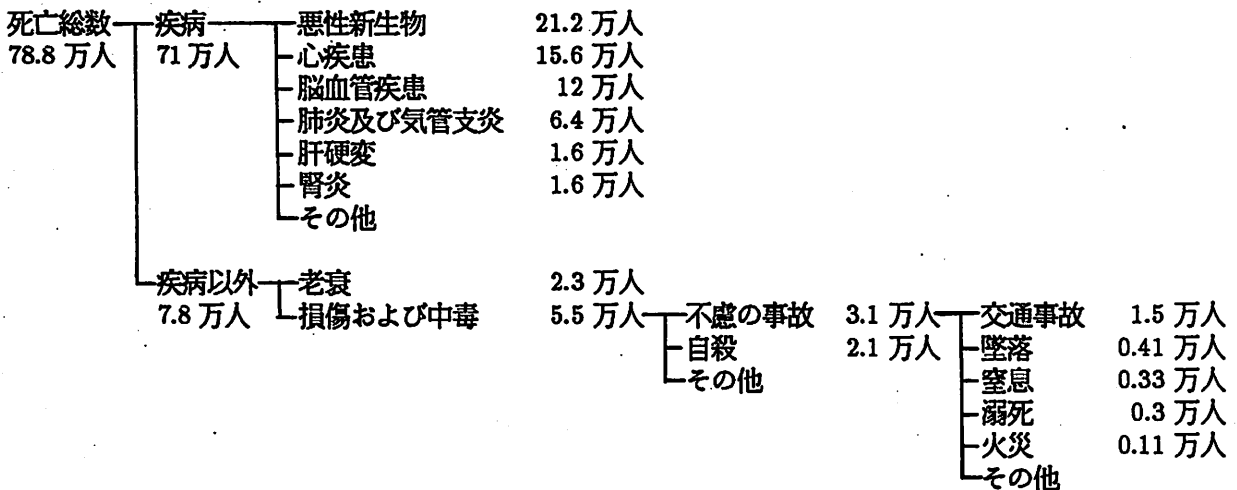 死亡総数 疾病 悪性新生物 21.2 万人
78.8 万人 71 万人 心疾患 15.6 万人
脳血管疾患 12 万人
肺炎及び気管支炎 6.4 万人
肝硬変 1.6 万人
腎炎 1.6 万人
その他
疾病以外 老衰 2.3 万人
7.8 万人 損傷および中毒 5.5 万人 不慮の事故 3.1 万人 交通事故 1.5 万人
自殺 2.1 万人 墜落 0.41 万人
その他 窒息 0.33 万人
溺死 0.3 万人
火災 0.11 万人
その他